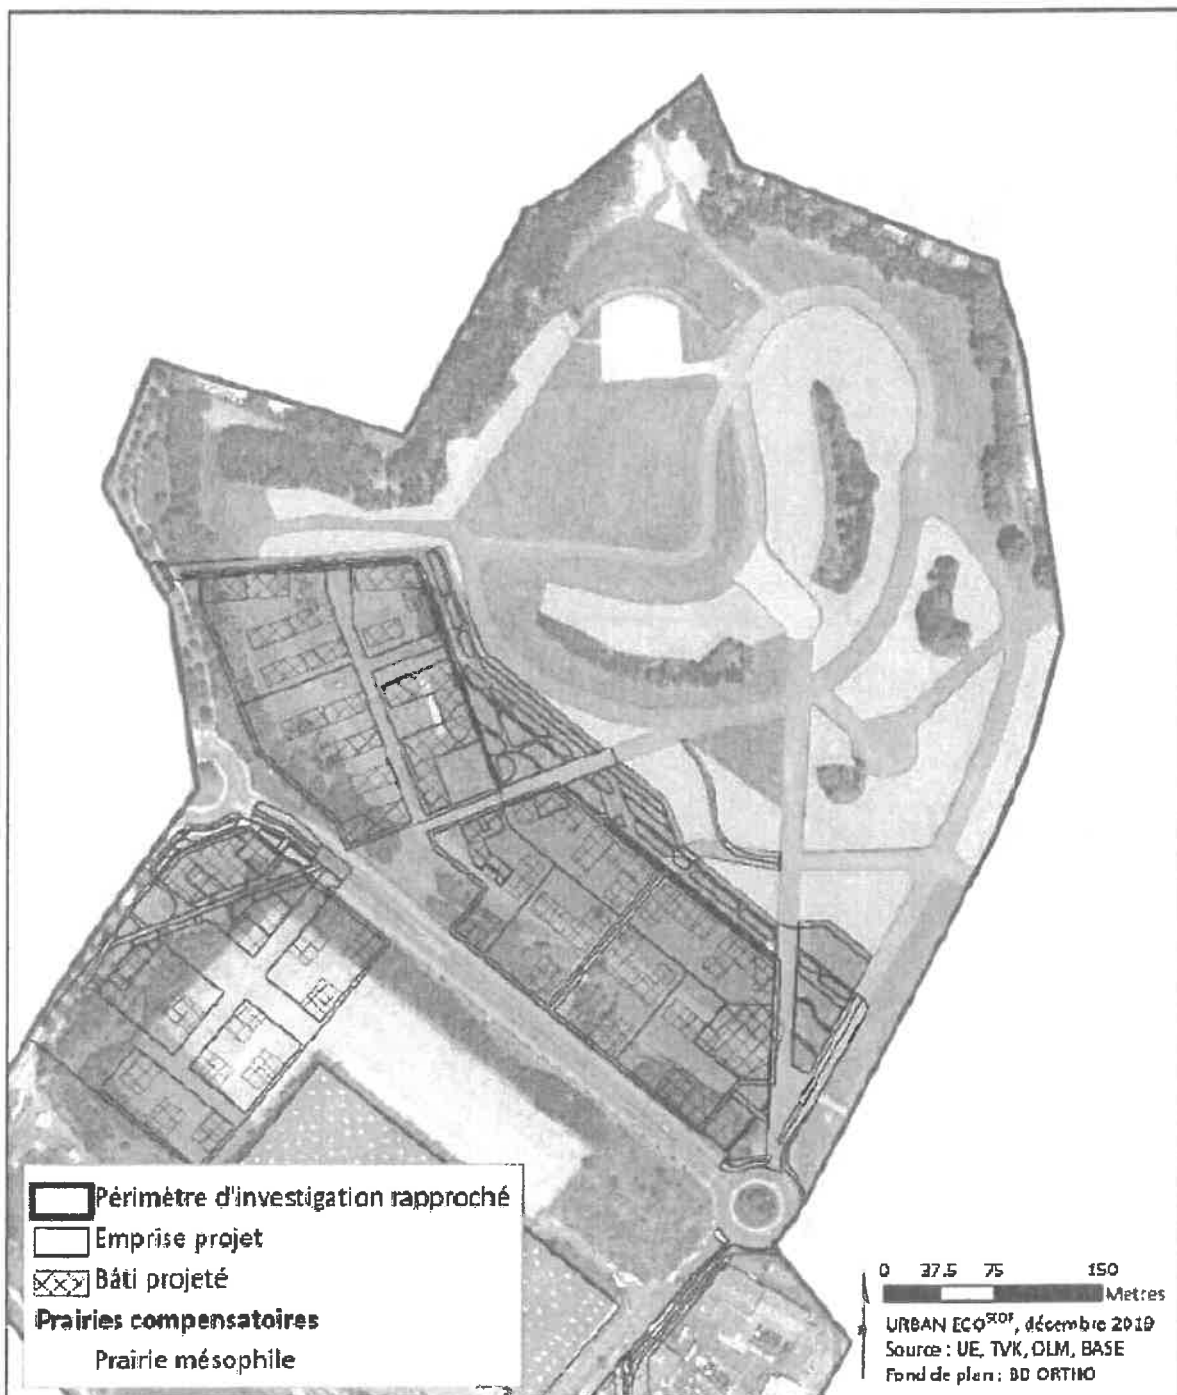 Périmètre d'investigation rapproché
Emprise projet
Bâti projeté
Prairies compensatoires
Prairie mésophile
0 37.5 75 150
Metres
URBAN ECO SCOP, décembre 2019
Source : UE, TVK, OLM, BASE
Fond de plan : BD ORTHO